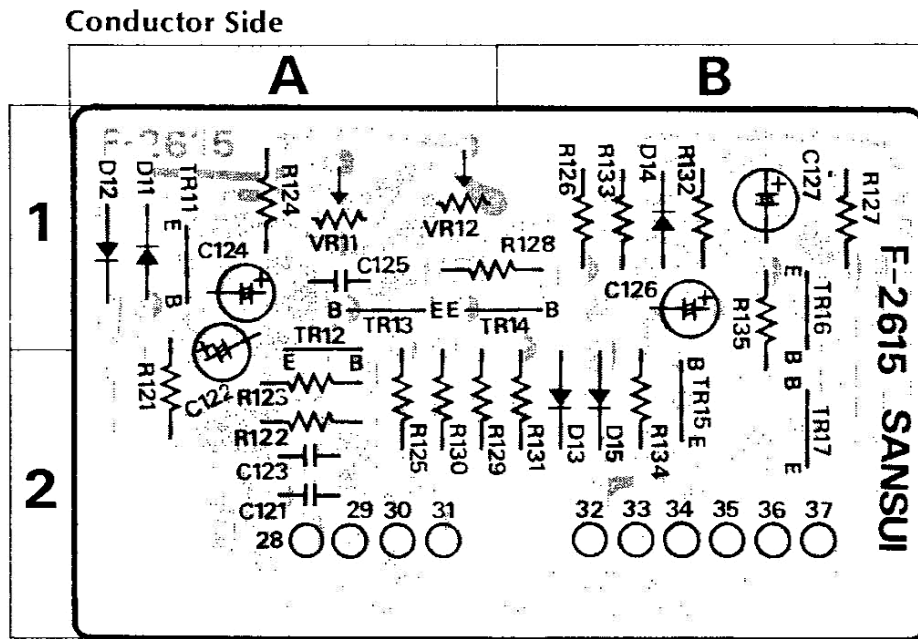 Conductor Side
A
B
1
2
F-2615
D12
D11
TR11
E
B
R124
C124
VR11
VR12
C125
R128
B
TR13
E
E
TR14
B
R126
R133
D14
R132
C127
R127
C126
R135
E
TR16
B
F-2615 SANSUI
R121
C122
TR12
E
B
R123
R122
C123
C121
R125
R130
R129
R131
D13
D15
R134
B
TR15
E
B
TR17
E
28
29
30
31
32
33
34
35
36
37